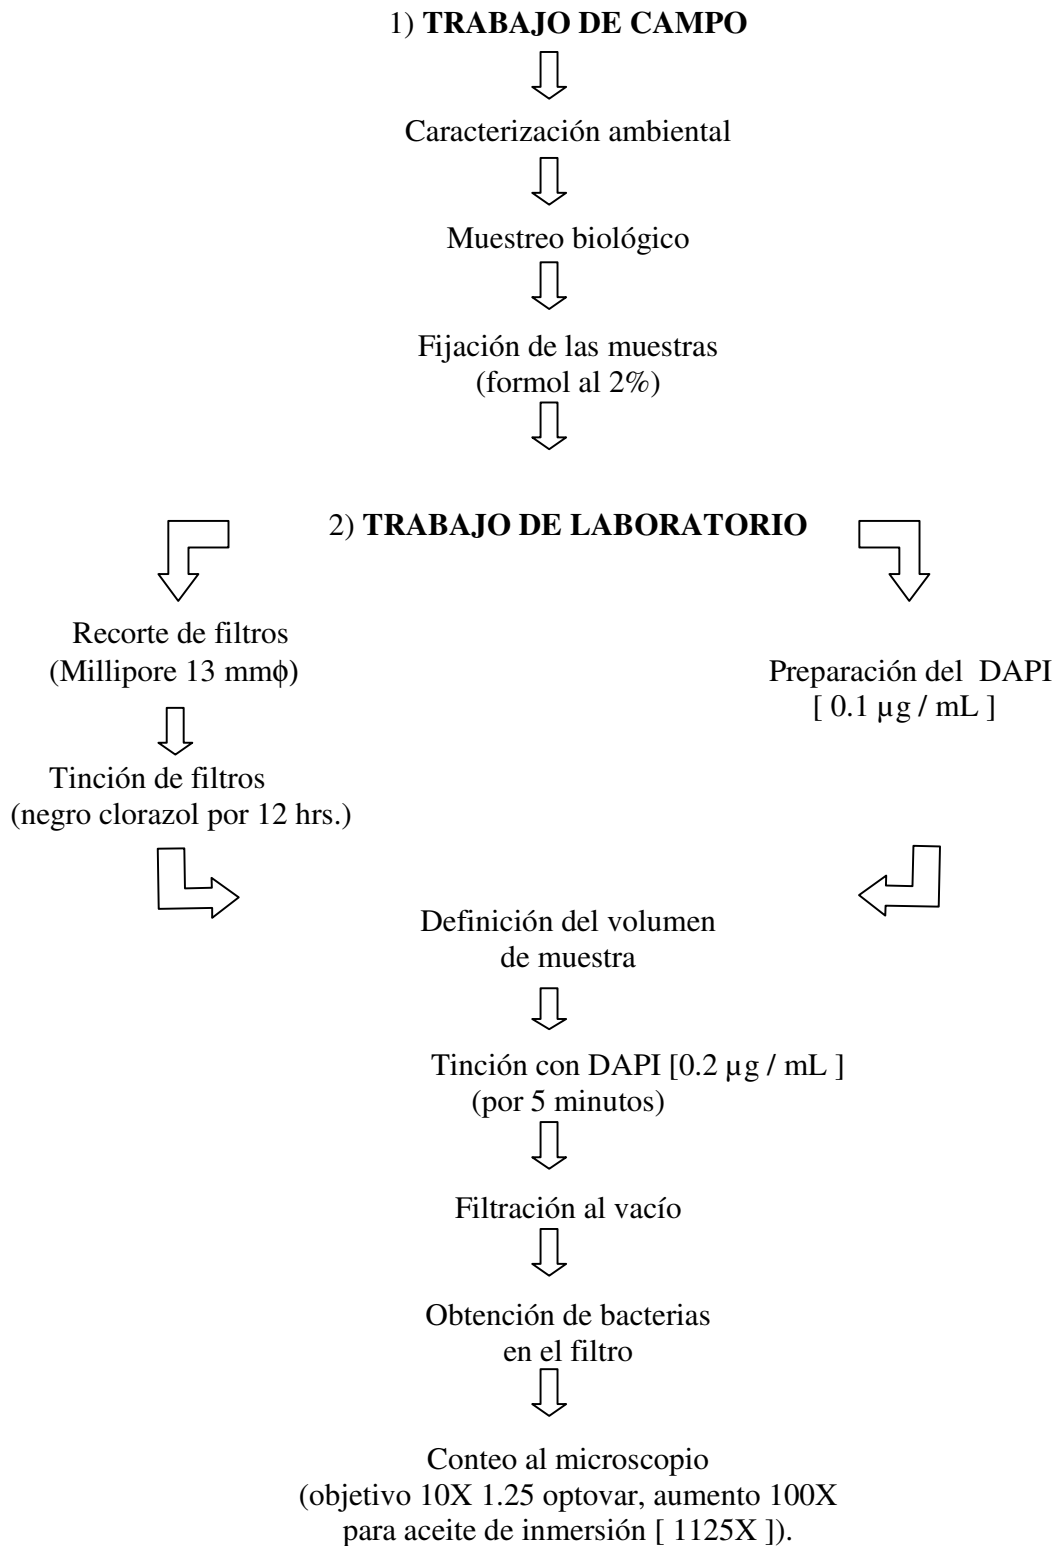 1) TRABAJO DE CAMPO
Caracterización ambiental
Muestreo biológico
Fijación de las muestras
(formol al 2%)
2) TRABAJO DE LABORATORIO
Recorte de filtros
(Millipore 13 mmϕ)
Tinción de filtros
(negro clorazol por 12 hrs.)
Preparación del DAPI
[ 0.1 µg / mL ]
Definición del volumen
de muestra
Tinción con DAPI [0.2 µg / mL ]
(por 5 minutos)
Filtración al vacío
Obtención de bacterias
en el filtro
Conteo al microscopio
(objetivo 10X 1.25 optovar, aumento 100X
para aceite de inmersión [ 1125X ]).